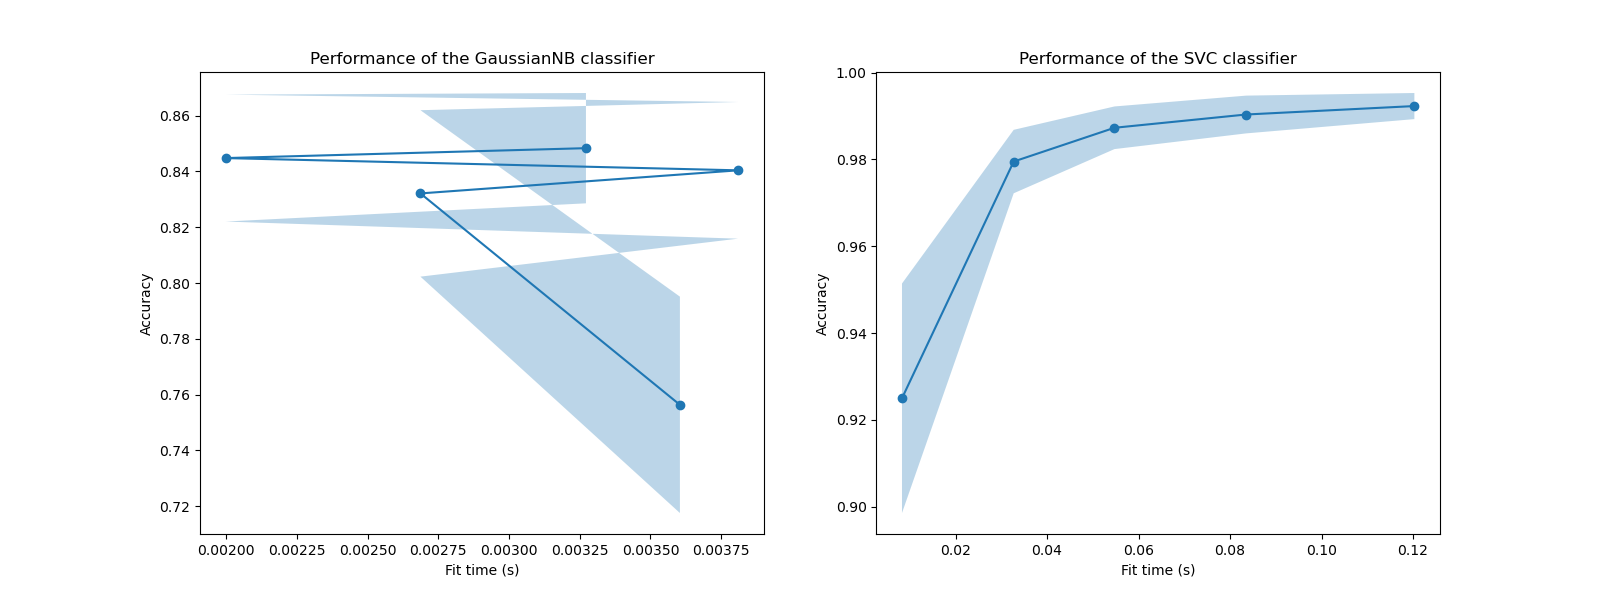 Performance of the GaussianNB classifier
Accuracy
0.86
0.84
0.82
0.80
0.78
0.76
0.74
0.72
0.00200 0.00225 0.00250 0.00275 0.00300 0.00325 0.00350 0.00375
Fit time (s)
Performance of the SVC classifier
Accuracy
1.00
0.98
0.96
0.94
0.92
0.90
0.02 0.04 0.06 0.08 0.10 0.12
Fit time (s)